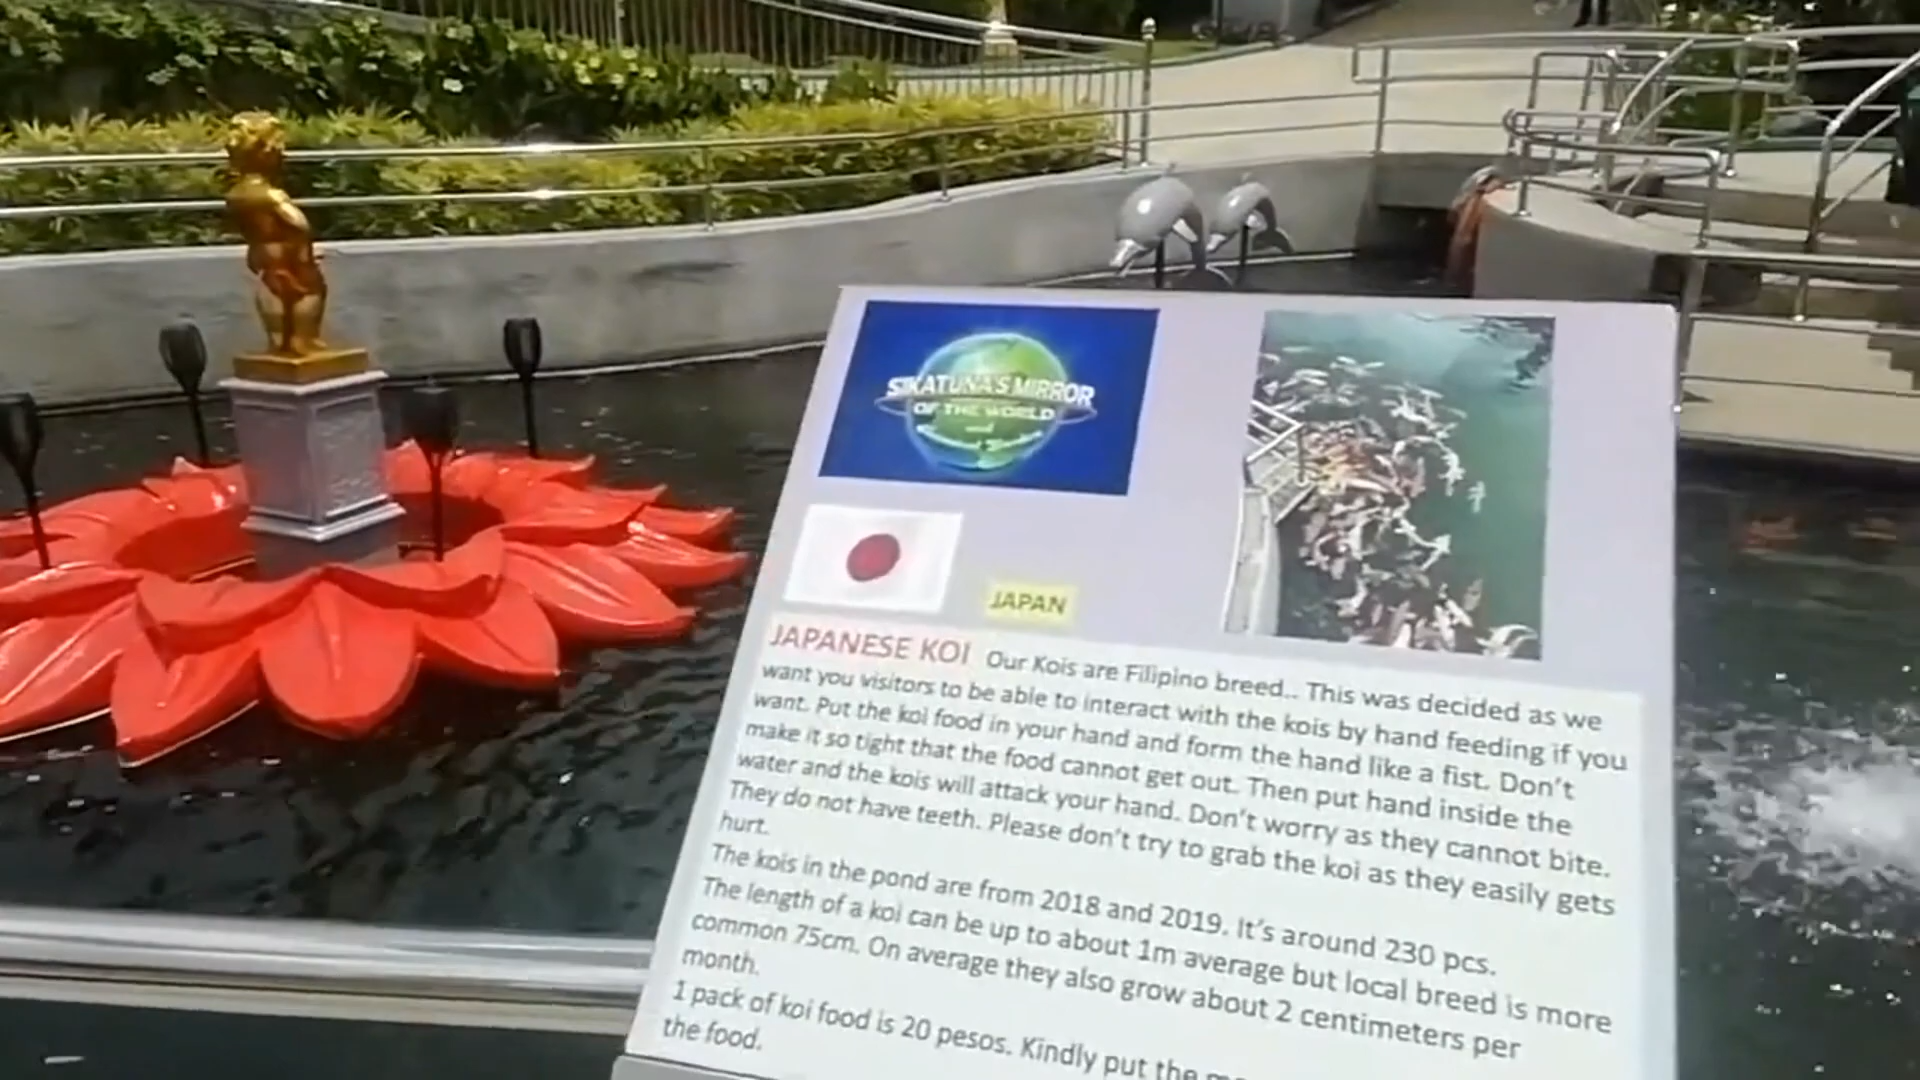 SIKATUNA'S MIRROR
OF THE WORLD
and
JAPAN
JAPANESE KOI Our Kois are Filipino breed... This was decided as we
want you visitors to be able to interact with the kois by hand feeding if you
want. Put the koi food in your hand and form the hand like a fist. Don't
make it so tight that the food cannot get out. Then put hand inside the
water and the kois will attack your hand. Don't worry as they cannot bite.
They do not have teeth. Please don't try to grab the koi as they easily gets
hurt.
The kois in the pond are from 2018 and 2019. It's around 230 pcs.
The length of a koi can be up to about 1m average but local breed is more
common 75cm. On average they also grow about 2 centimeters per
month.
1 pack of koi food is 20 pesos. Kindly put the
the food.